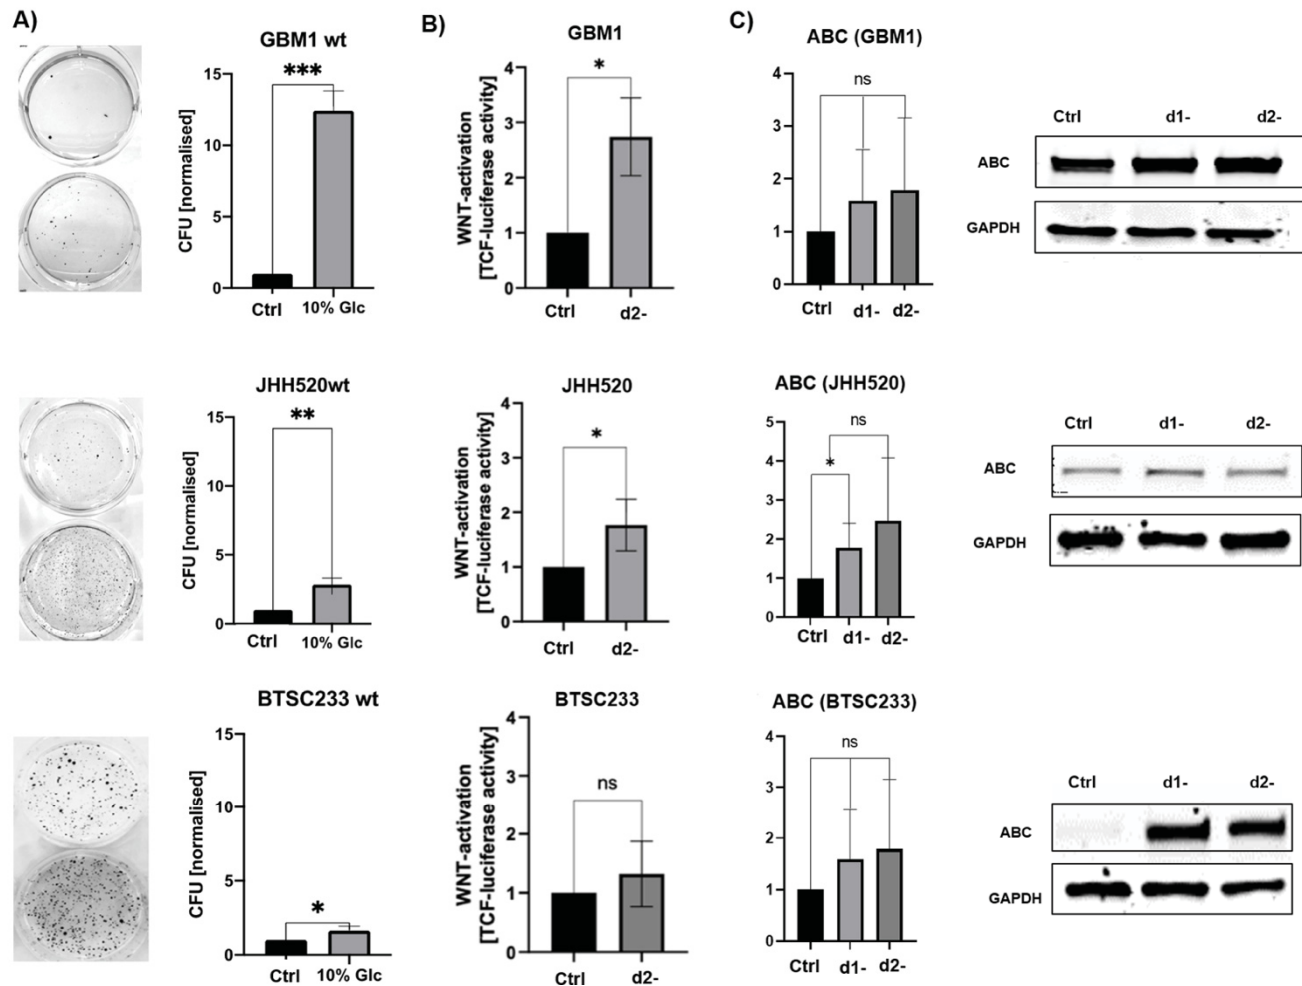 A)
B)
C)
GBM1 wt
15
10
5
0
CFU [normalised]
***
Ctrl
10% Glc
GBM1
4
3
2
1
0
WNT-activation
[TCF-luciferase activity]
*
Ctrl
d2-
ABC (GBM1)
4
3
2
1
0
ns
Ctrl
d1-
d2-
Ctrl
d1-
d2-
ABC
GAPDH
JHH520wt
15
10
5
0
CFU [normalised]
**
Ctrl
10% Glc
JHH520
4
3
2
1
0
WNT-activation
[TCF-luciferase activity]
*
Ctrl
d2-
ABC (JHH520)
5
4
3
2
1
0
ns
*
Ctrl
d1-
d2-
Ctrl
d1-
d2-
ABC
GAPDH
BTSC233 wt
15
10
5
0
CFU [normalised]
*
Ctrl
10% Glc
BTSC233
4
3
2
1
0
WNT-activation
[TCF-luciferase activity]
ns
Ctrl
d2-
ABC (BTSC233)
4
3
2
1
0
ns
Ctrl
d1-
d2-
Ctrl
d1-
d2-
ABC
GAPDH